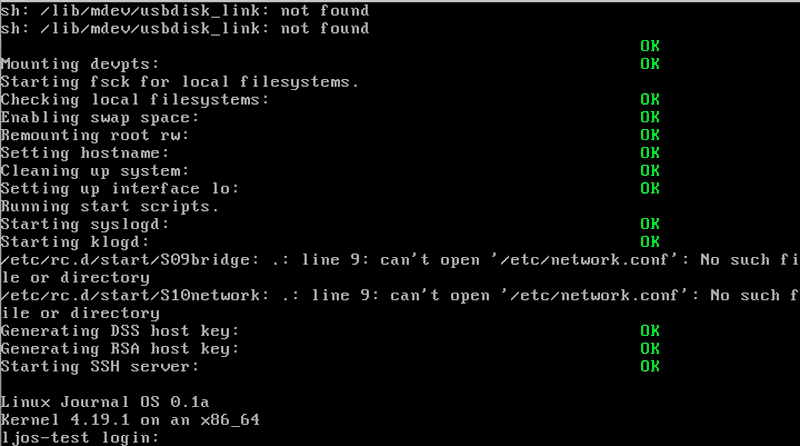 sh: /lib/mdev/usbdisk_link: not found
sh: /lib/mdev/usbdisk_link: not found
OK
Mounting devpts: OK
Starting fsck for local filesystems.
Checking local filesystems: OK
Enabling swap space: OK
Remounting root rw: OK
Setting hostname: OK
Cleaning up system: OK
Setting up interface lo: OK
Running start scripts.
Starting syslogd: OK
Starting klogd: OK
/etc/rc.d/start/S09bridge: .: line 9: can't open '/etc/network.conf': No such fi
le or directory
/etc/rc.d/start/S10network: .: line 9: can't open '/etc/network.conf': No such f
ile or directory
Generating DSS host key: OK
Generating RSA host key: OK
Starting SSH server: OK
Linux Journal OS 0.1a
Kernel 4.19.1 on an x86_64
ljos-test login: